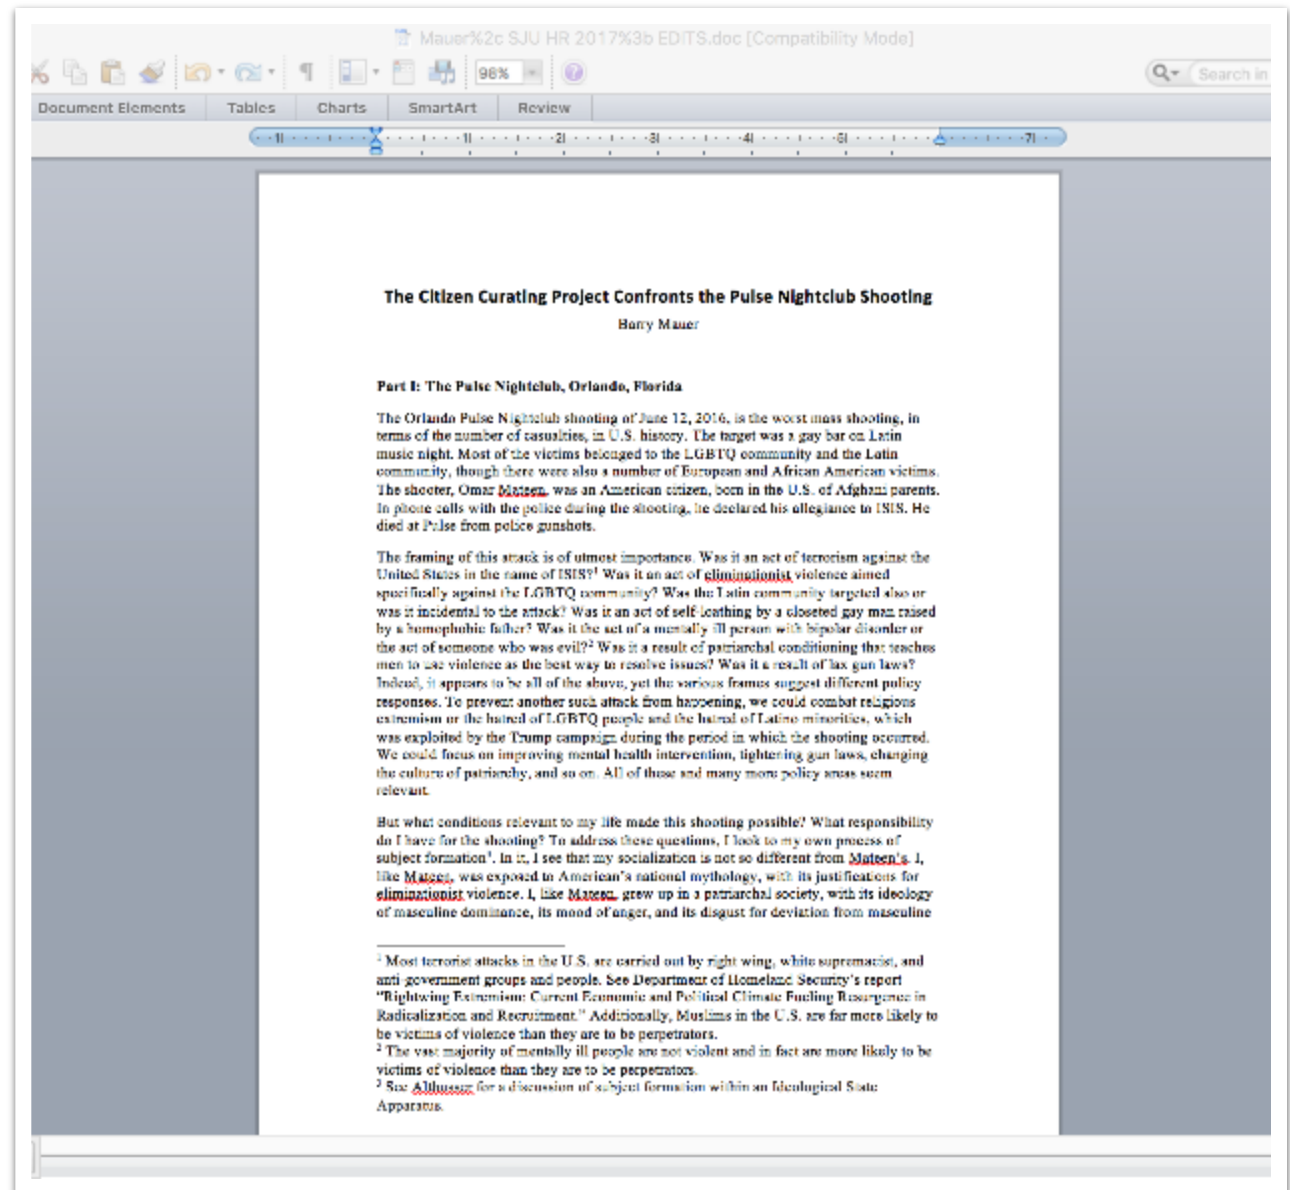 Mauer%2c SJU HR 2017%3b EDITS.doc [Compatibility Mode]
98%
Search in
Document Elements Tables Charts SmartArt Review
1 1 2 3 4 5 7
The Citizen Curating Project Confronts the Pulse Nightclub Shooting
Barry Mauer
Part I: The Pulse Nightclub, Orlando, Florida
The Orlando Pulse Nightclub shooting of June 12, 2016, is the worst mass shooting, in
terms of the number of casualties, in U.S. history. The target was a gay bar on Latin
music night. Most of the victims belonged to the LGBTQ community and the Latin
community, though there were also a number of European and African American victims.
The shooter, Omar Mateen, was an American citizen, born in the U.S. of Afghani parents.
In phone calls with the police during the shooting, he declared his allegiance to ISIS. He
died at Pulse from police gunshots.
The framing of this attack is of utmost importance. Was it an act of terrorism against the
United States in the name of ISIS?1 Was it an act of eliminationist violence aimed
specifically against the LGBTQ community? Was the Latin community targeted also or
was it incidental to the attack? Was it an act of self-loathing by a closeted gay man raised
by a homophobic father? Was it the act of a mentally ill person with bipolar disorder or
the act of someone who was evil?2 Was it a result of patriarchal conditioning that teaches
men to use violence as the best way to resolve issues? Was it a result of lax gun laws?
Indeed, it appears to be all of the above, yet the various frames suggest different policy
responses. To prevent another such attack from happening, we could combat religious
extremism or the hatred of LGBTQ people and the hatred of Latino minorities, which
was exploited by the Trump campaign during the period in which the shooting occurred.
We could focus on improving mental health intervention, tightening gun laws, changing
the culture of patriarchy, and so on. All of these and many more policy areas seem
relevant.
But what conditions relevant to my life made this shooting possible? What responsibility
do I have for the shooting? To address these questions, I look to my own process of
subject formation3. In it, I see that my socialization is not so different from Mateen's. I,
like Mateen, was exposed to American's national mythology, with its justifications for
eliminationist violence. I, like Mateen, grew up in a patriarchal society, with its ideology
of masculine dominance, its mood of anger, and its disgust for deviation from masculine
1 Most terrorist attacks in the U.S. are carried out by right wing, white supremacist, and
anti-government groups and people. See Department of Homeland Security's report
"Rightwing Extremism: Current Economic and Political Climate Fueling Resurgence in
Radicalization and Recruitment." Additionally, Muslims in the U.S. are far more likely to
be victims of violence than they are to be perpetrators.
2 The vast majority of mentally ill people are not violent and in fact are more likely to be
victims of violence than they are to be perpetrators.
3 See Althusser for a discussion of subject formation within an Ideological State
Apparatus.